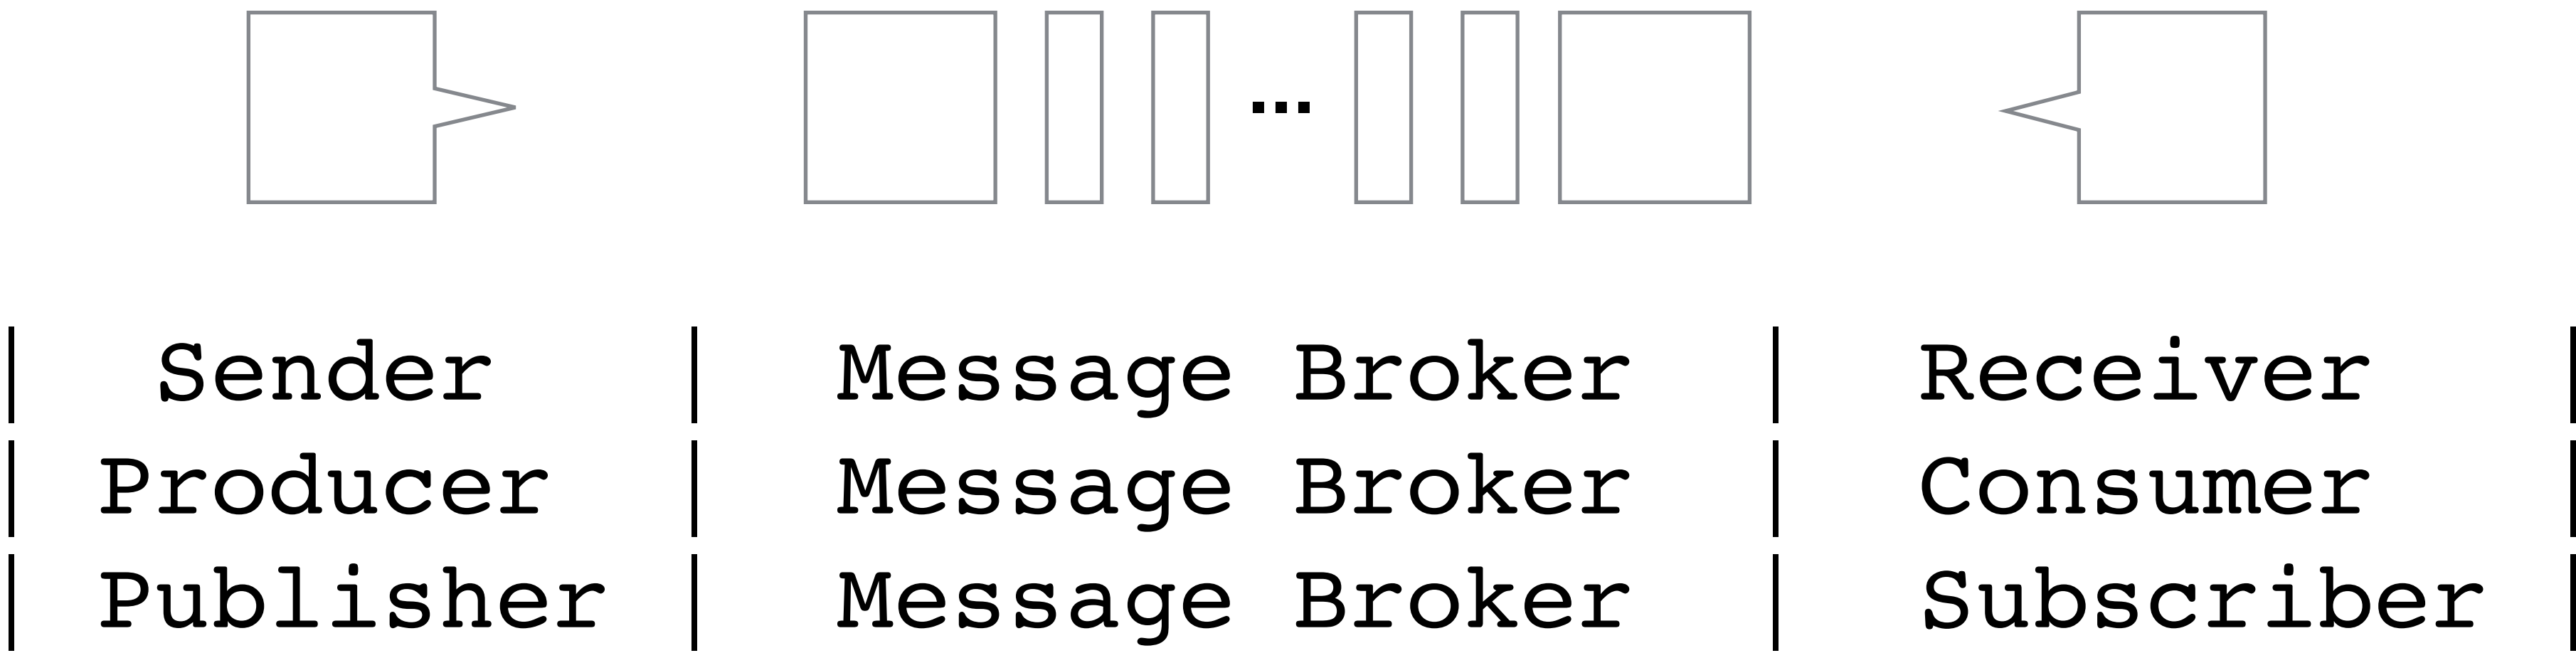 ...
| Sender | Message Broker | Receiver |
| Producer | Message Broker | Consumer |
| Publisher | Message Broker | Subscriber |